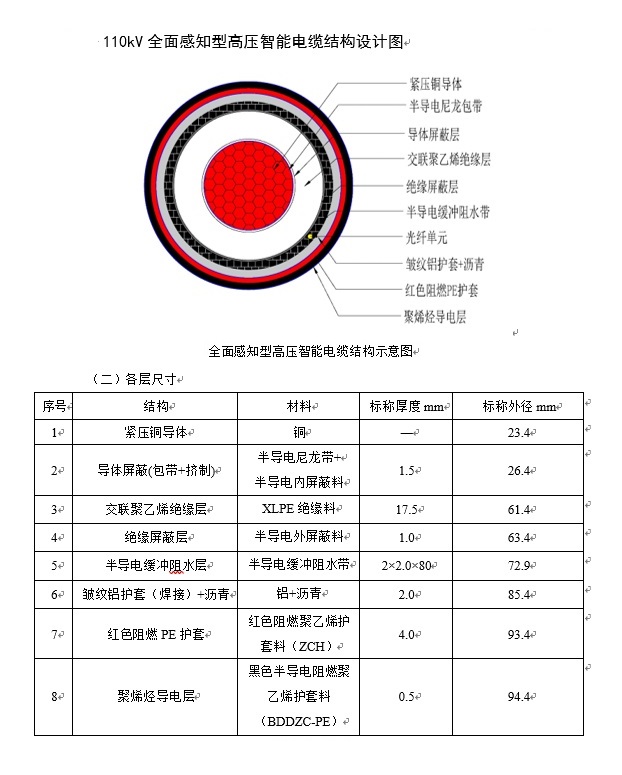 110kV 全面感知型高压智能电缆结构设计图
紧压铜导体
半导电尼龙包带
导体屏蔽层
交联聚乙烯绝缘层
绝缘屏蔽层
半导电缓冲阻水带
光纤单元
皱纹铝护套+沥青
红色阻燃PE护套
聚烯烃导电层
全面感知型高压智能电缆结构示意图
（二）各层尺寸
序号 结构 材料 标称厚度 mm 标称外径 mm
1 紧压铜导体 铜 — 23.4
2 导体屏蔽(包带+挤制) 半导电尼龙带+
半导电内屏蔽料 1.5 26.4
3 交联聚乙烯绝缘层 XLPE 绝缘料 17.5 61.4
4 绝缘屏蔽层 半导电外屏蔽料 1.0 63.4
5 半导电缓冲阻水层 半导电缓冲阻水带 2×2.0×80 72.9
6 皱纹铝护套（焊接）+沥青 铝+沥青 2.0 85.4
7 红色阻燃 PE 护套 红色阻燃聚乙烯护
套料（ZCH） 4.0 93.4
8 聚烯烃导电层 黑色半导电阻燃聚
乙烯护套料
（BDDZC-PE） 0.5 94.4